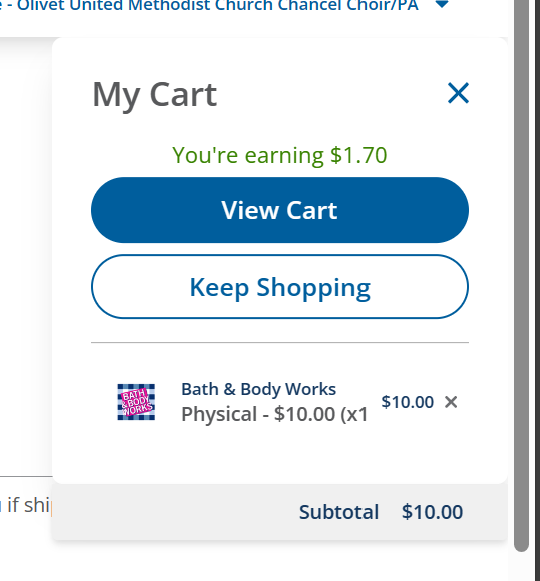 - Olivet United Methodist Church Chancel Choir/PA
My Cart
You're earning $1.70
View Cart
Keep Shopping
BATH
& BODY
WORKS
Bath & Body Works
Physical - $10.00 (x1
$10.00
if shi
Subtotal $10.00